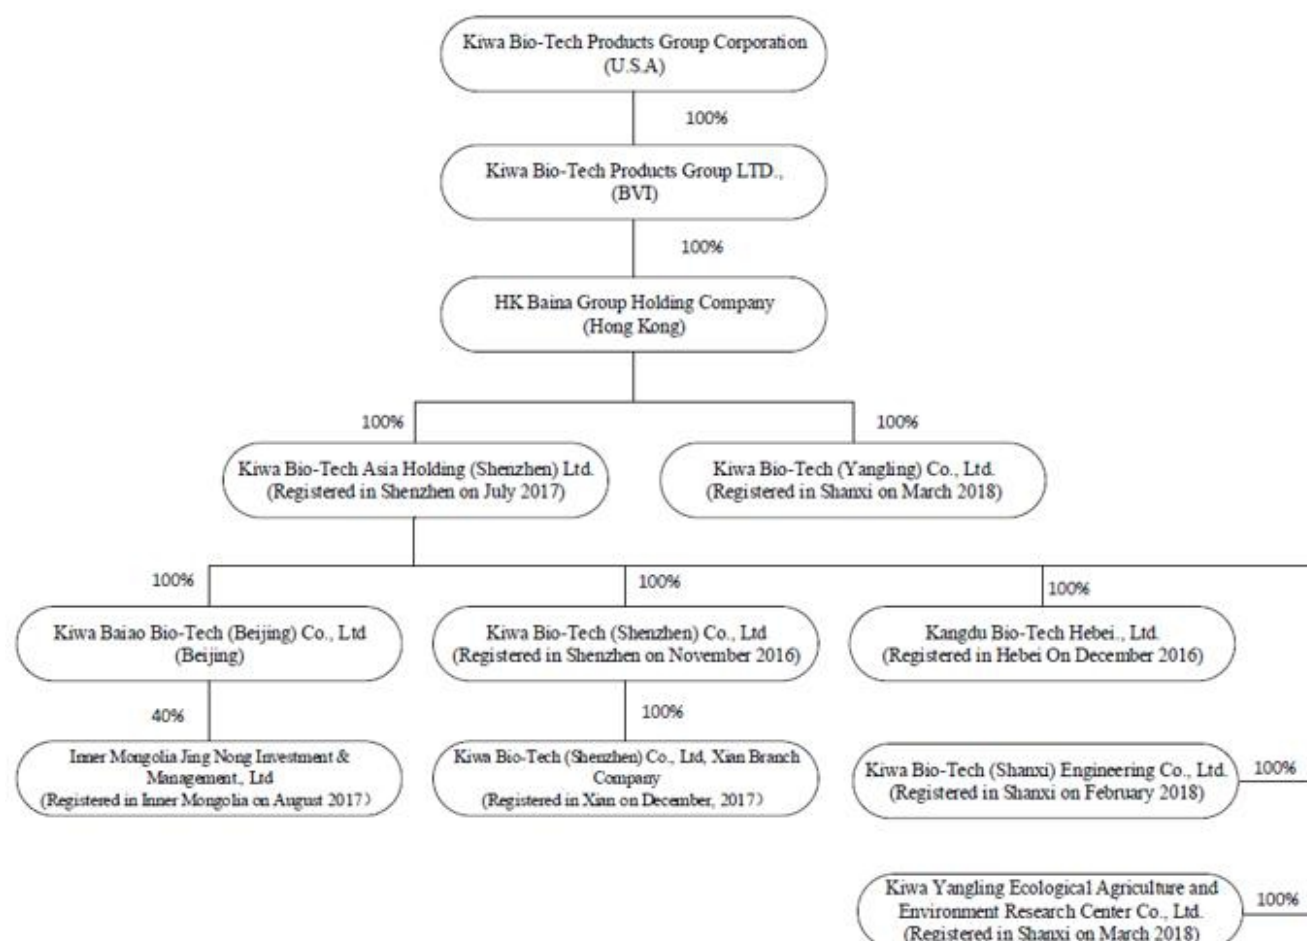 Kiwa Bio-Tech Products Group Corporation
(U.S.A)
100%
Kiwa Bio-Tech Products Group LTD.,
(BVI)
100%
HK Baina Group Holding Company
(Hong Kong)
100%
100%
Kiwa Bio-Tech Asia Holding (Shenzhen) Ltd.
(Registered in Shenzhen on July 2017)
Kiwa Bio-Tech (Yangling) Co., Ltd.
(Registered in Shanxi on March 2018)
100%
100%
100%
Kiwa Baiao Bio-Tech (Beijing) Co., Ltd
(Beijing)
Kiwa Bio-Tech (Shenzhen) Co., Ltd
(Registered in Shenzhen on November 2016)
Kangdu Bio-Tech Hebei., Ltd.
(Registered in Hebei On December 2016)
40%
100%
Inner Mongolia Jing Nong Investment &
Management., Ltd
(Registered in Inner Mongolia on August 2017）
Kiwa Bio-Tech (Shenzhen) Co., Ltd, Xian Branch
Company
(Registered in Xian on December, 2017）
Kiwa Bio-Tech (Shanxi) Engineering Co., Ltd.
(Registered in Shanxi on February 2018)
100%
Kiwa Yangling Ecological Agriculture and
Environment Research Center Co., Ltd.
(Registered in Shanxi on March 2018)
100%